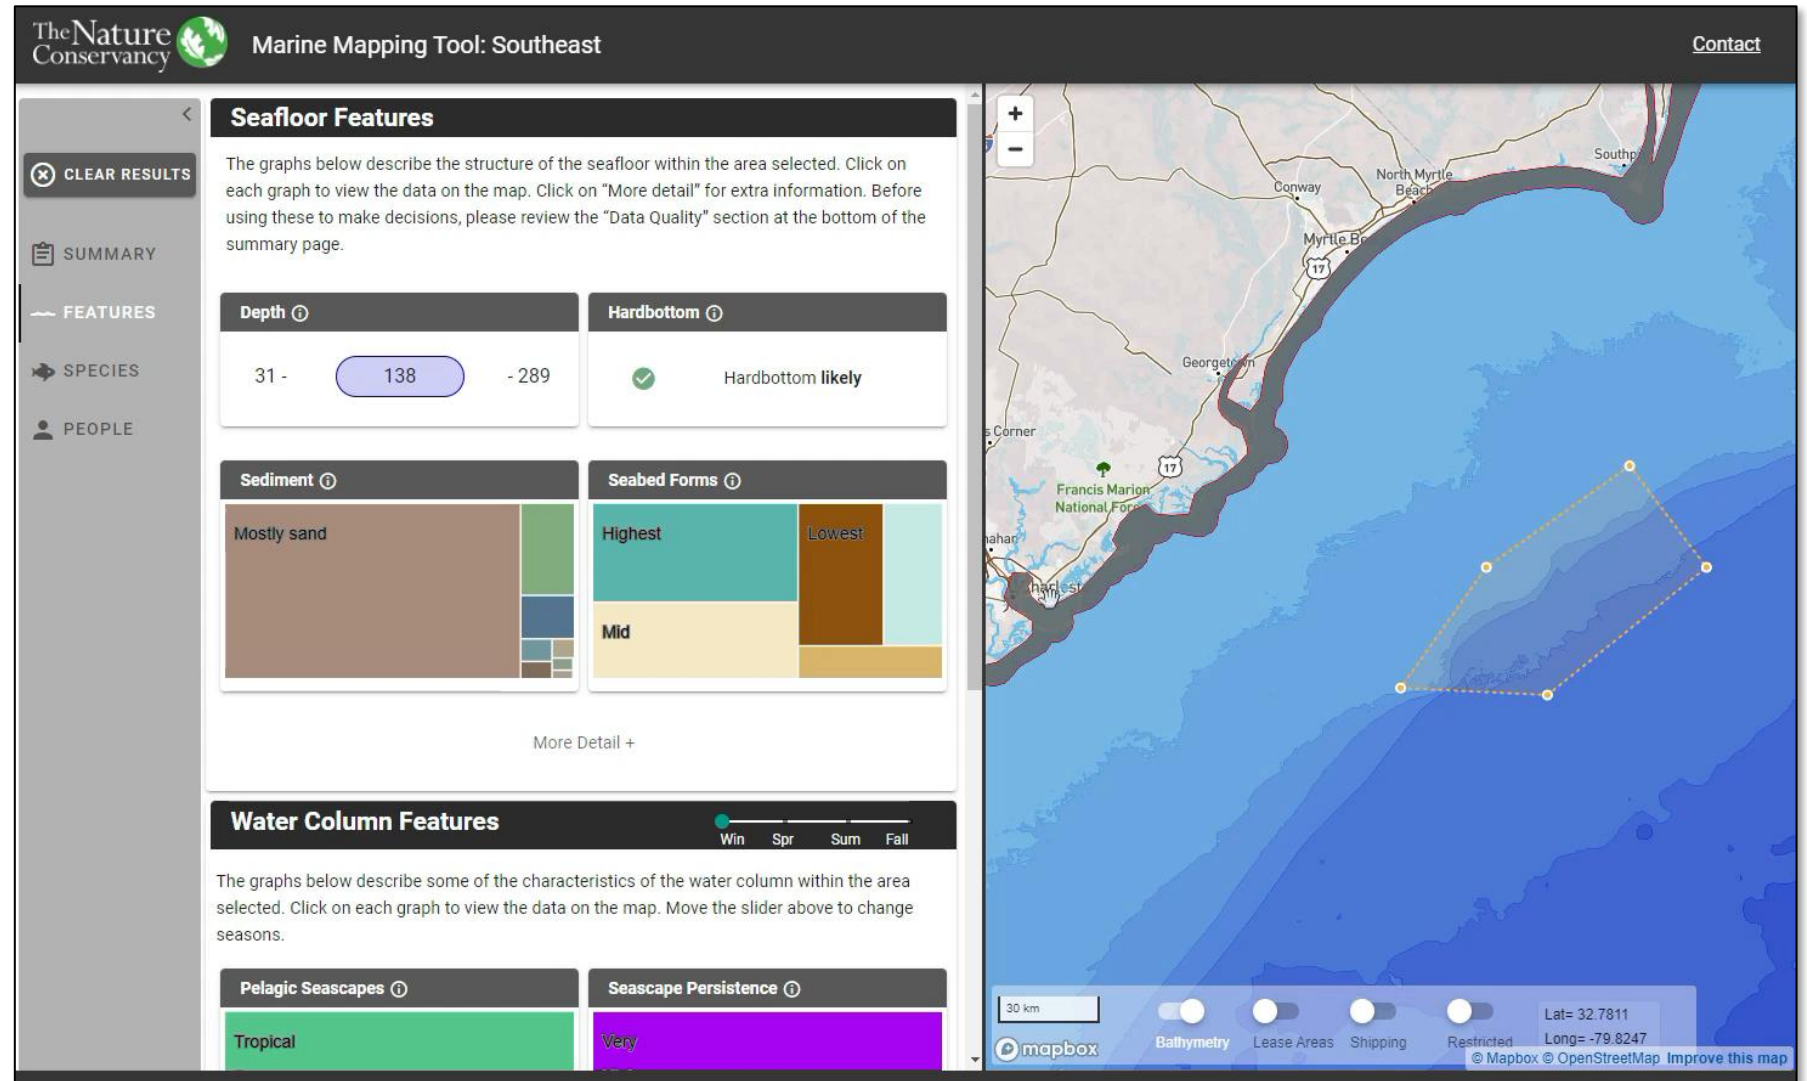 The Nature
Conservancy
Marine Mapping Tool: Southeast
Contact
CLEAR RESULTS
SUMMARY
FEATURES
SPECIES
PEOPLE
Seafloor Features
The graphs below describe the structure of the seafloor within the area selected. Click on
each graph to view the data on the map. Click on “More detail” for extra information. Before
using these to make decisions, please review the “Data Quality” section at the bottom of the
summary page.
Depth
31 - 138 - 289
Hardbottom
Hardbottom likely
Sediment
Mostly sand
Seabed Forms
Highest
Lowest
Mid
More Detail +
Water Column Features
Win Spr Sum Fall
The graphs below describe some of the characteristics of the water column within the area
selected. Click on each graph to view the data on the map. Move the slider above to change
seasons.
Pelagic Seascapes
Tropical
Seascape Persistence
Very
+
−
Southp
Conway
North Myrtle
Beach
Myrtle Be
17
Georgetown
s Corner
17
Francis Marion
National Fore
nahan
Charlest
30 km
mapbox
Bathymetry
Lease Areas
Shipping
Restricted
Lat= 32.7811
Long= -79.8247
© Mapbox © OpenStreetMap Improve this map